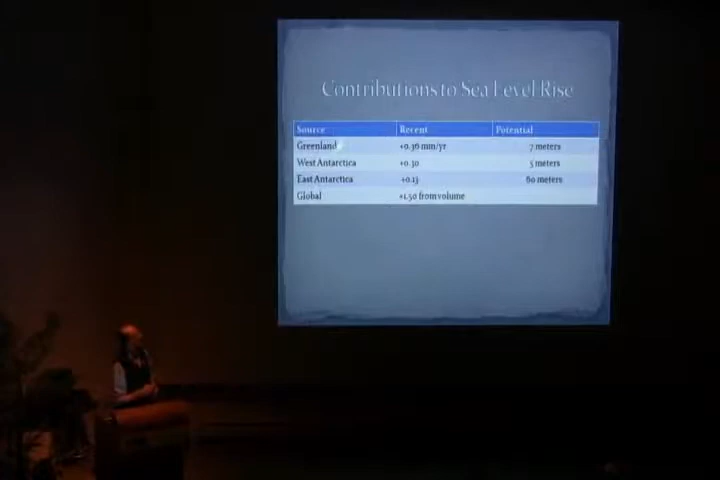 Contributions to Sea Level Rise
Source Recent Potential
Greenland +0.36 mm/yr 7 meters
West Antarctica +0.30 5 meters
East Antarctica +0.13 60 meters
Global +1.50 from volume